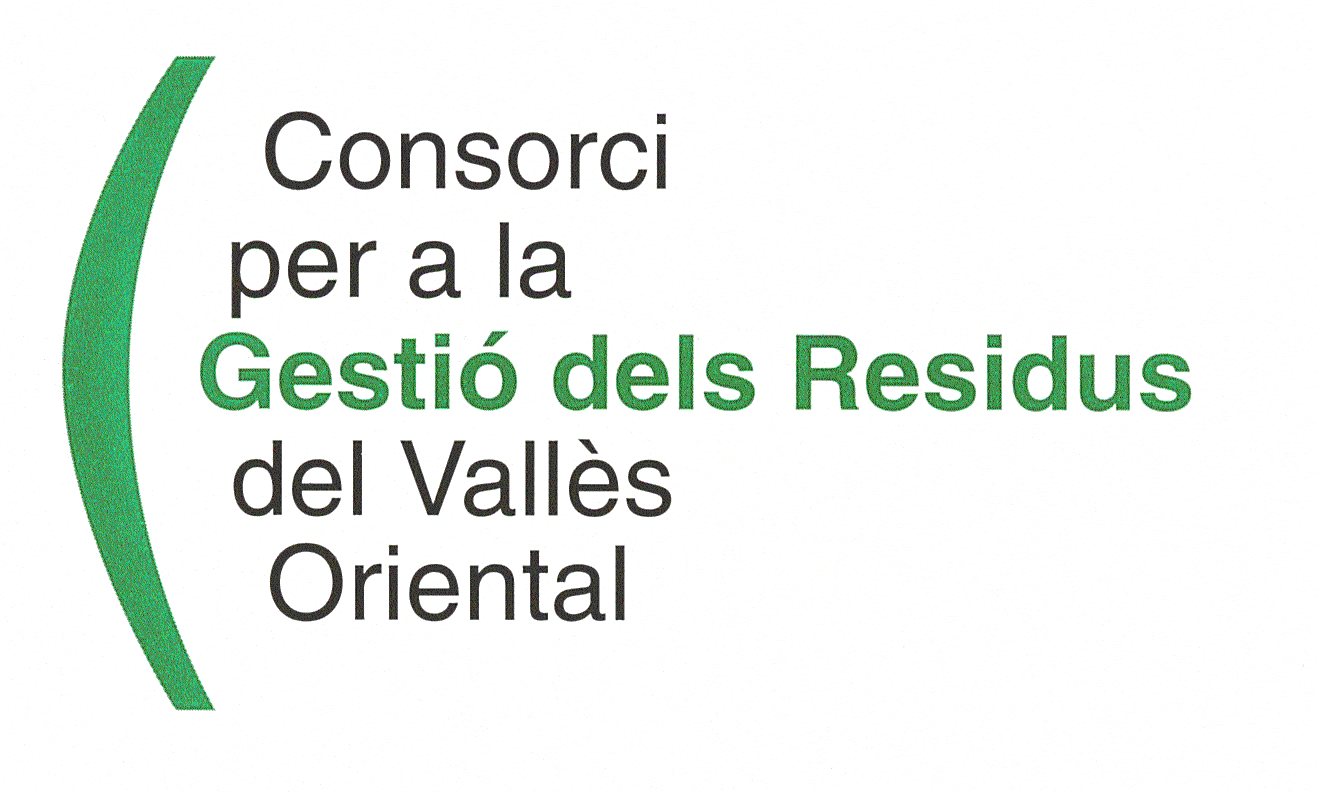 Consorci
per a la
Gestió dels Residus
del Vallès
Oriental